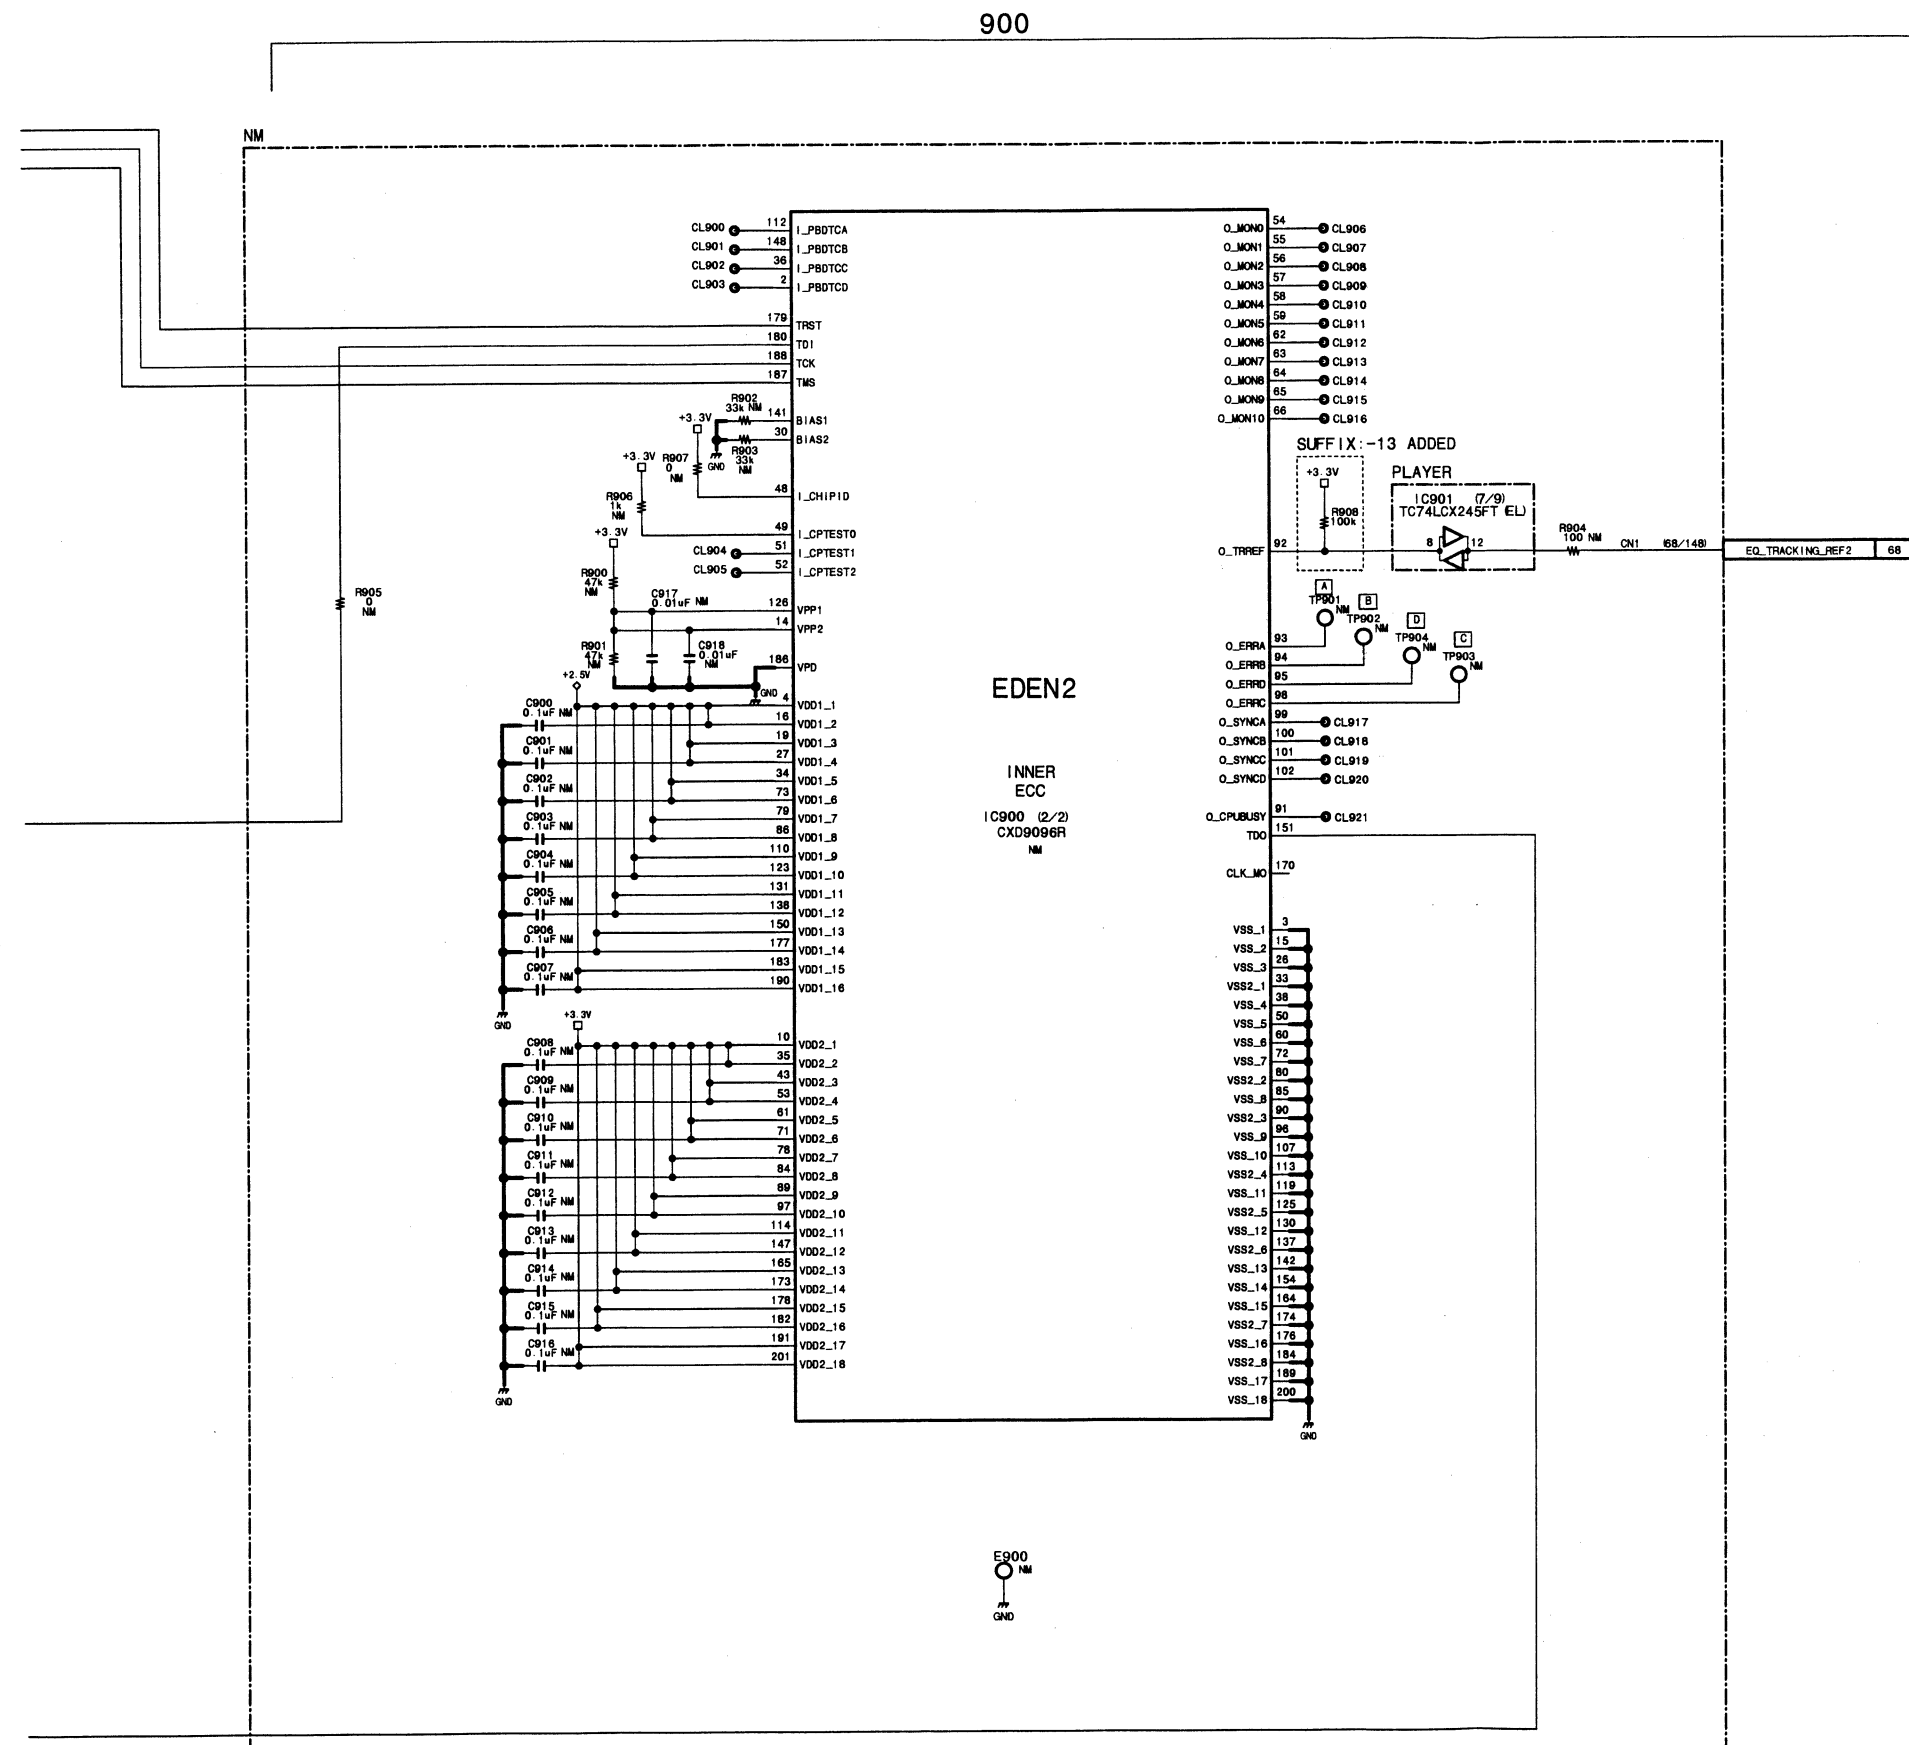 900
NM
CL900 112 I_PBDTCA
CL901 148 I_PBDTCB
CL902 36 I_PBDTCC
CL903 2 I_PBDTCD
179 TRST
180 TDI
188 TCK
187 TMS
R902
33k NM
141 BIAS1
30 BIAS2
R903
33k
NM
GND
+3.3V
R907
0
NM
48 I_CHIPID
+3.3V
R906
1k
NM
49 I_CPTEST0
CL904 51 I_CPTEST1
CL905 52 I_CPTEST2
+3.3V
R900
47k
NM
C917
0.01uF NM
126 VPP1
14 VPP2
R901
47k
NM
C918
0.01uF
NM
186 VPD
GND
R905
0
NM
+2.5V
4 VDD1_1
C900
0.1uF NM
16 VDD1_2
19 VDD1_3
C901
0.1uF NM
27 VDD1_4
34 VDD1_5
C902
0.1uF NM
73 VDD1_6
79 VDD1_7
C903
0.1uF NM
86 VDD1_8
110 VDD1_9
C904
0.1uF NM
123 VDD1_10
131 VDD1_11
C905
0.1uF NM
138 VDD1_12
150 VDD1_13
C906
0.1uF NM
177 VDD1_14
183 VDD1_15
C907
0.1uF NM
190 VDD1_16
GND
+3.3V
10 VDD2_1
C908
0.1uF NM
35 VDD2_2
43 VDD2_3
C909
0.1uF NM
53 VDD2_4
61 VDD2_5
C910
0.1uF NM
71 VDD2_6
78 VDD2_7
C911
0.1uF NM
84 VDD2_8
89 VDD2_9
C912
0.1uF NM
97 VDD2_10
114 VDD2_11
C913
0.1uF NM
147 VDD2_12
165 VDD2_13
C914
0.1uF NM
173 VDD2_14
178 VDD2_15
C915
0.1uF NM
182 VDD2_16
191 VDD2_17
C916
0.1uF NM
201 VDD2_18
GND
EDEN2
INNER
ECC
IC900 (2/2)
CXD9096R
NM
O_MON0 54 CL906
O_MON1 55 CL907
O_MON2 56 CL908
O_MON3 57 CL909
O_MON4 58 CL910
O_MON5 59 CL911
O_MON6 62 CL912
O_MON7 63 CL913
O_MON8 64 CL914
O_MON9 65 CL915
O_MON10 66 CL916
SUFFIX:-13 ADDED
+3.3V
R908
100k
PLAYER
IC901 (7/9)
TC74LCX245FT(EL)
8 12
R904
100 NM
CN1 (68/148)
EQ_TRACKING_REF2 68
O_TRREF 92
A
TP901
NM
B
TP902
NM
D
TP904
NM
C
TP903
NM
O_ERRA 93
O_ERRB 94
O_ERRD 95
O_ERRC 98
O_SYNCA 99 CL917
O_SYNCB 100 CL918
O_SYNCC 101 CL919
O_SYNCD 102 CL920
O_CPUBUSY 91 CL921
TDO 151
CLK_MO 170
VSS_1 3
VSS_2 15
VSS_3 26
VSS2_1 33
VSS_4 38
VSS_5 50
VSS_6 60
VSS_7 72
VSS2_2 80
VSS_8 85
VSS2_3 90
VSS_9 96
VSS_10 107
VSS2_4 113
VSS_11 119
VSS2_5 125
VSS_12 130
VSS2_6 137
VSS_13 142
VSS_14 154
VSS_15 164
VSS2_7 174
VSS_16 176
VSS2_8 184
VSS_17 189
VSS_18 200
GND
E900
NM
GND